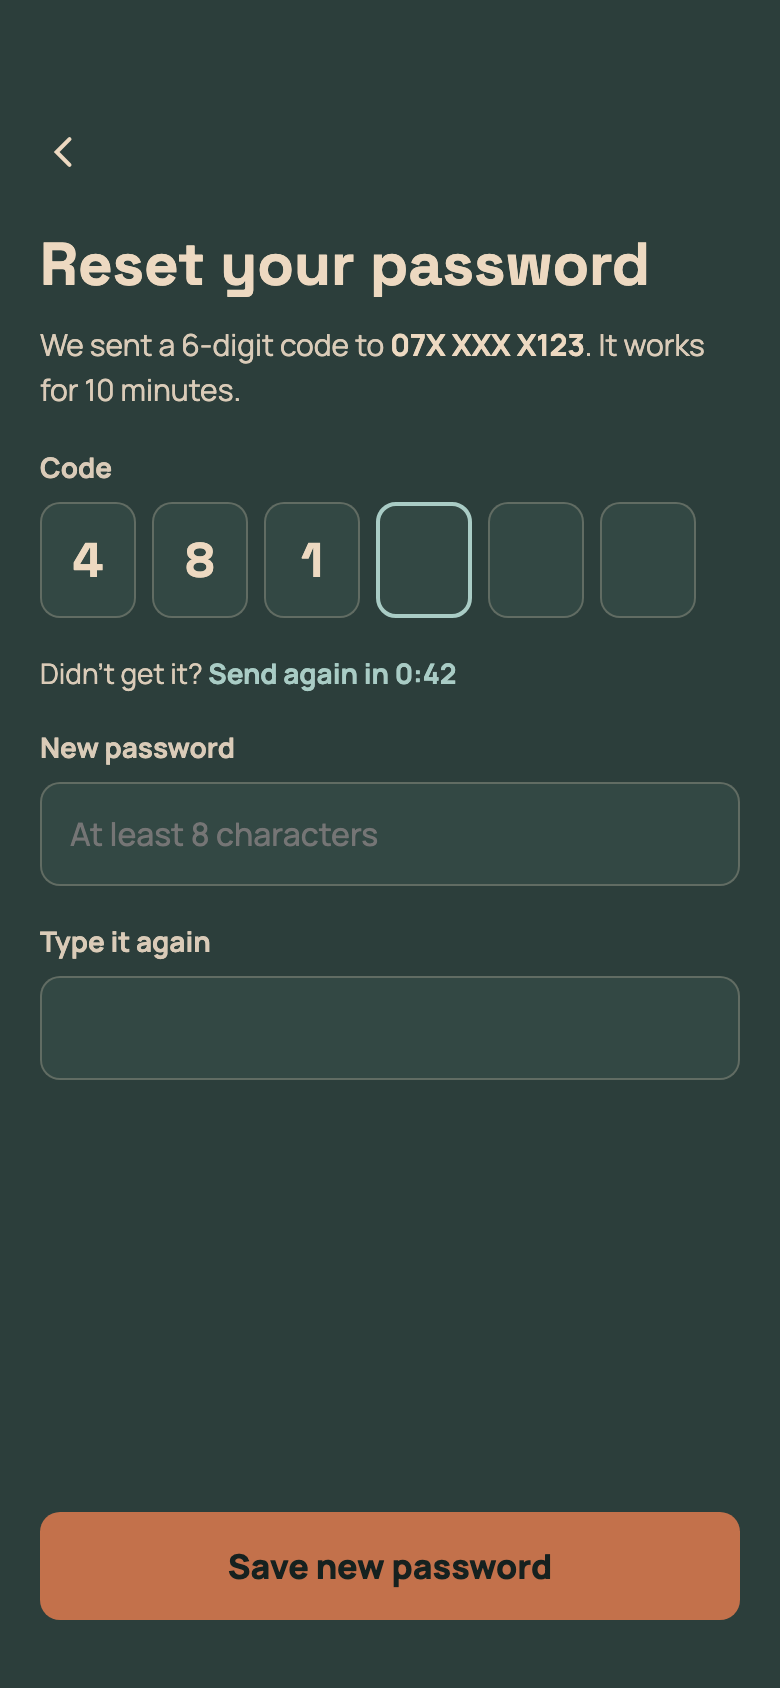 Reset your password
We sent a 6-digit code to 07X XXX X123. It works
for 10 minutes.
Code
4 8 1
Didn’t get it? Send again in 0:42
New password
At least 8 characters
Type it again
Save new password